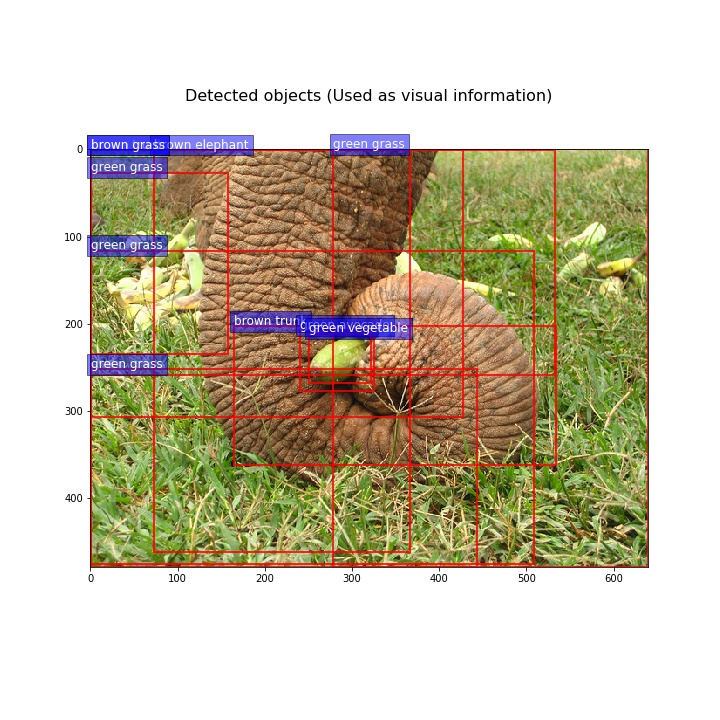 Detected objects (Used as visual information)
brown grass
brown elephant
green grass
green grass
green grass
brown trunk
green vegetable
green grass
0
100
200
300
400
0 100 200 300 400 500 600